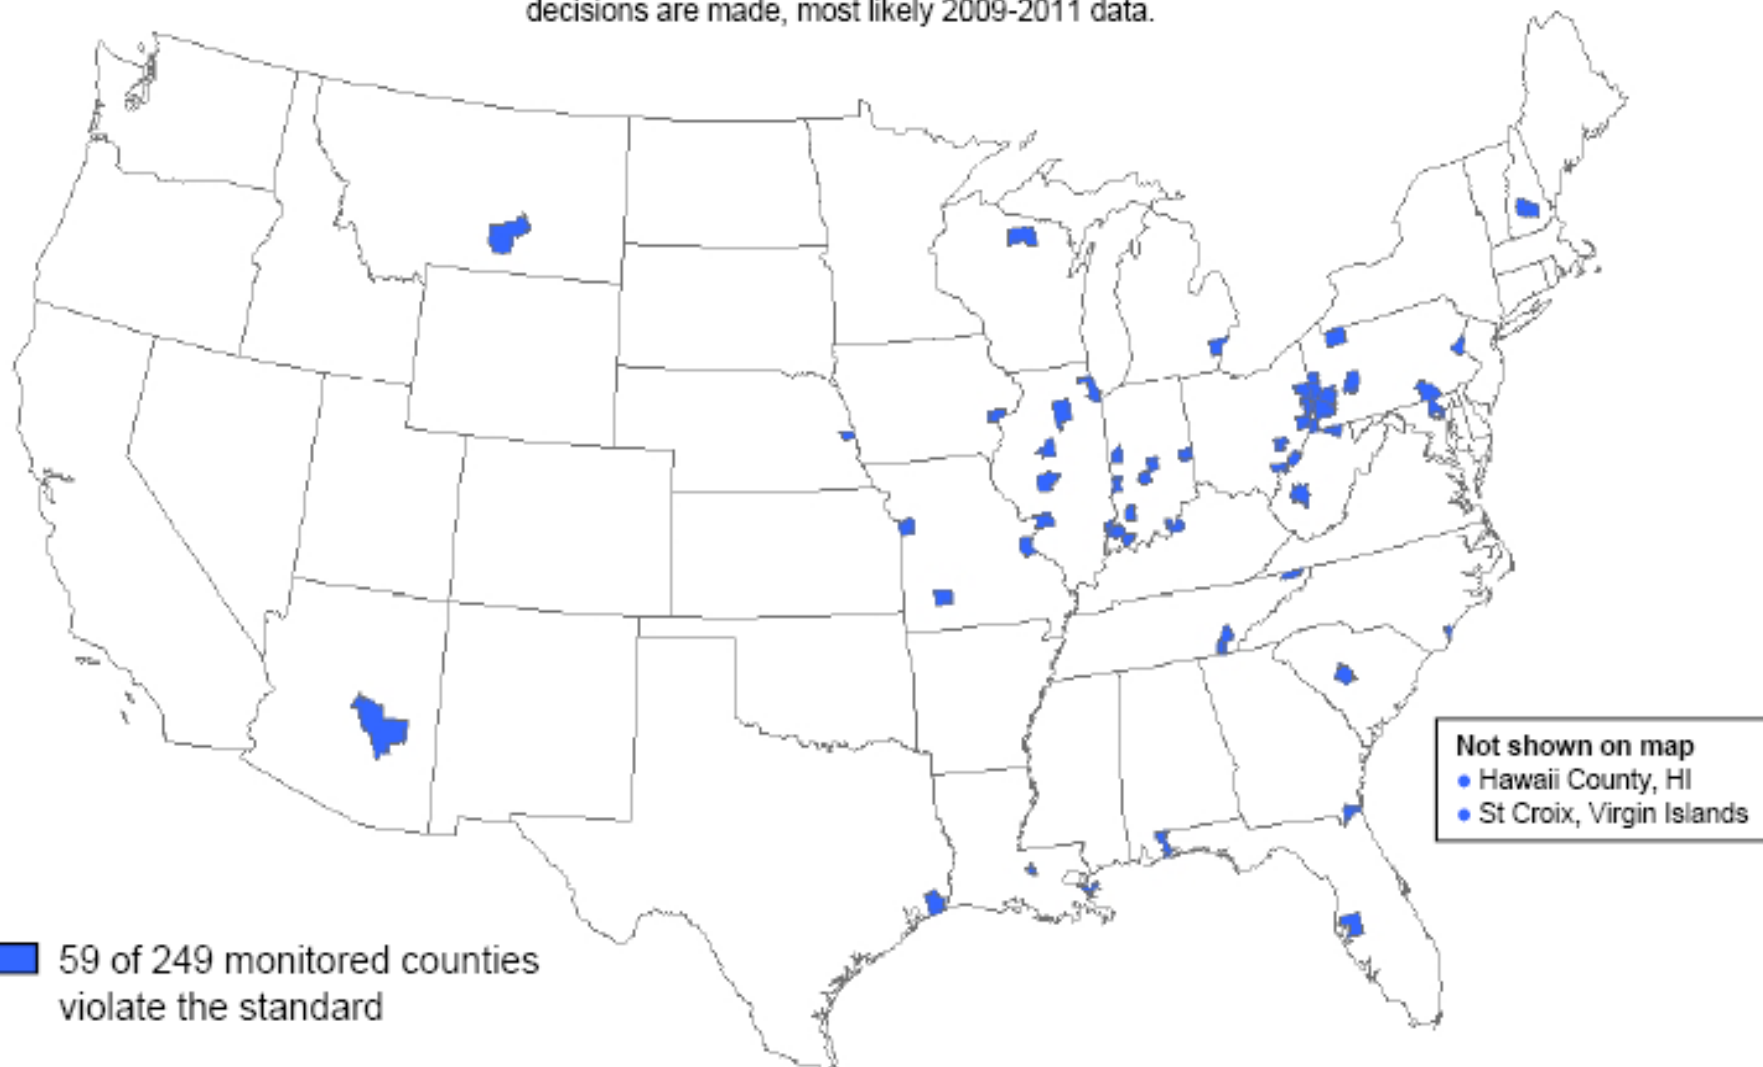 decisions are made, most likely 2009-2011 data.
Not shown on map
● Hawaii County, HI
● St Croix, Virgin Islands
59 of 249 monitored counties
violate the standard